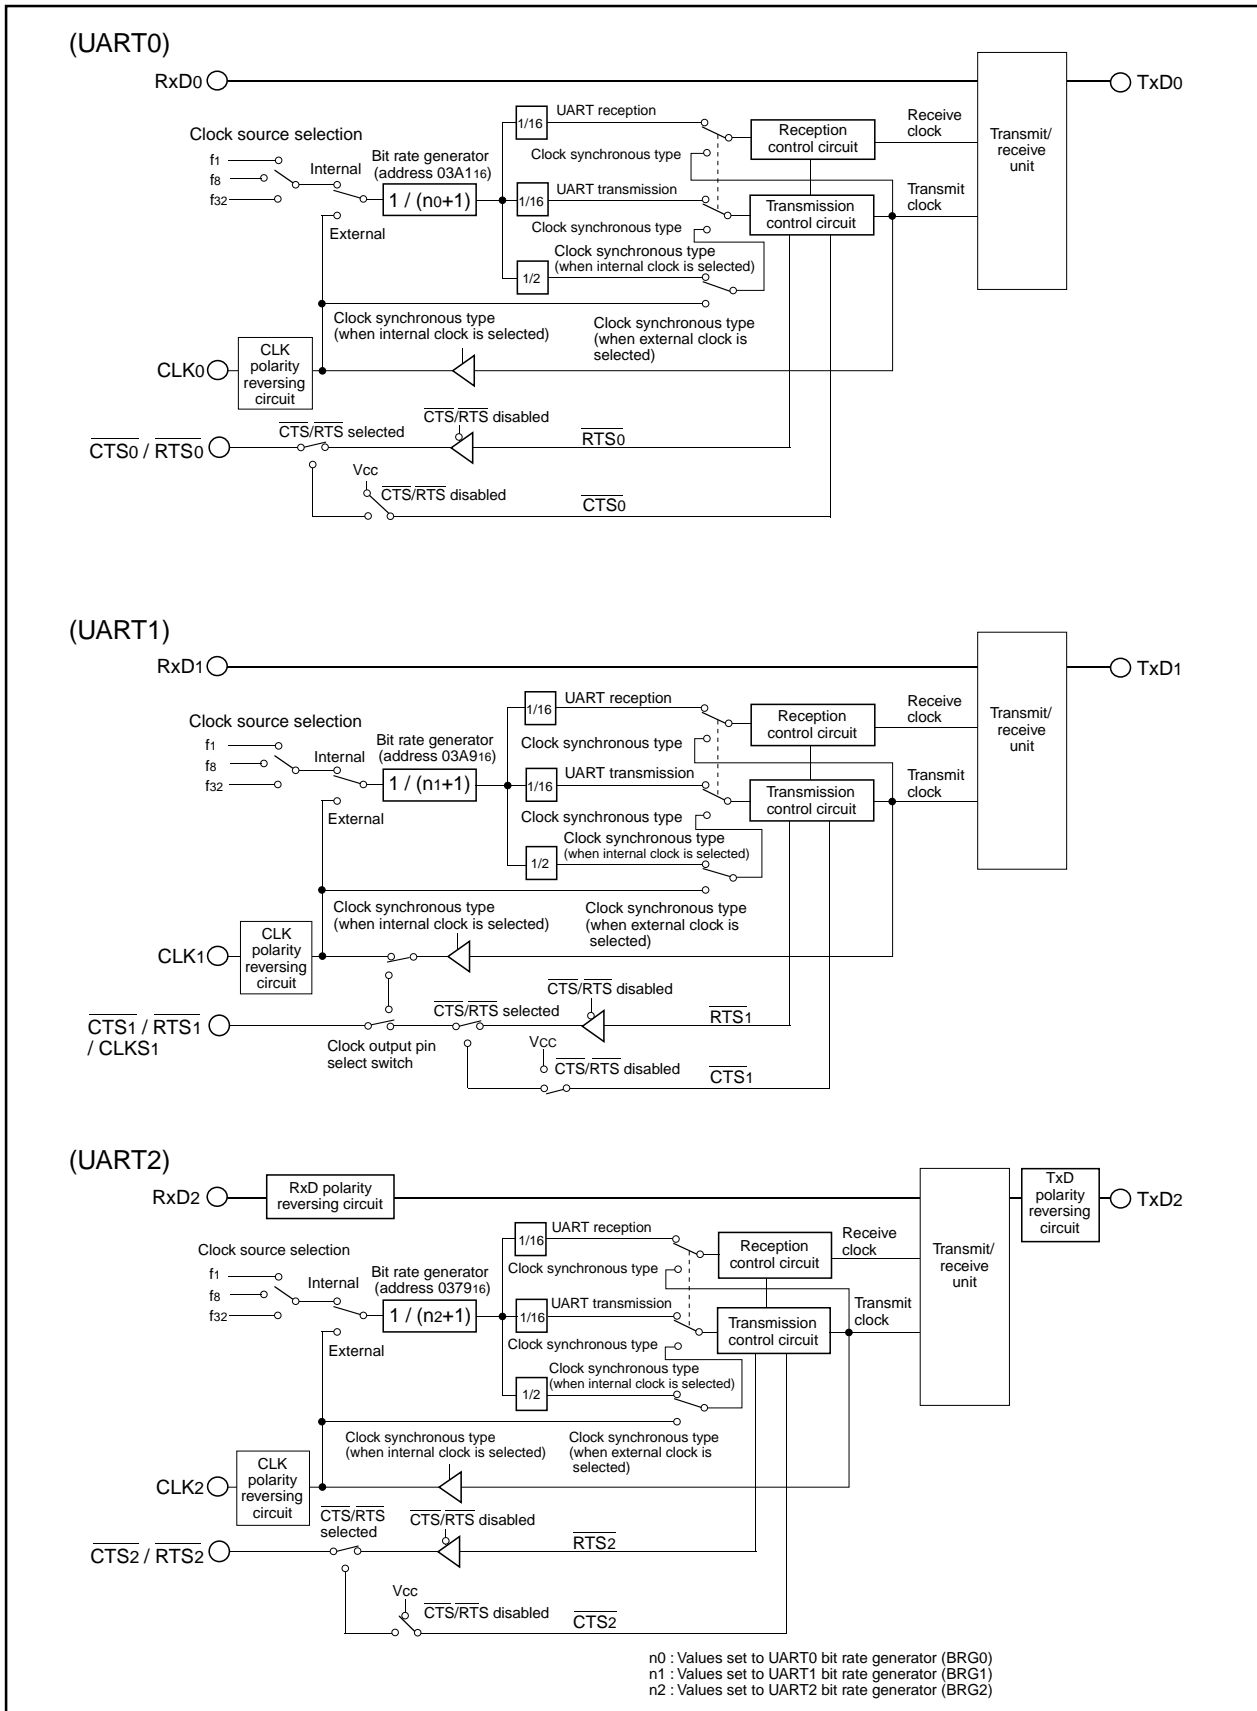 (UART0)
RxD0
TxD0
Clock source selection
f1
f8
f32
Internal
External
Bit rate generator
(address 03A116)
1 / (n0+1)
1/16
UART reception
Clock synchronous type
1/16
UART transmission
Clock synchronous type
1/2
Clock synchronous type
(when internal clock is selected)
Reception
control circuit
Transmission
control circuit
Receive
clock
Transmit
clock
Transmit/
receive
unit
Clock synchronous type
(when internal clock is selected)
Clock synchronous type
(when external clock is
selected)
CLK0
CLK
polarity
reversing
circuit
CTS0 / RTS0
CTS/RTS selected
CTS/RTS disabled
RTS0
Vcc
CTS/RTS disabled
CTS0
(UART1)
RxD1
TxD1
Clock source selection
f1
f8
f32
Internal
External
Bit rate generator
(address 03A916)
1 / (n1+1)
1/16
UART reception
Clock synchronous type
1/16
UART transmission
Clock synchronous type
1/2
Clock synchronous type
(when internal clock is selected)
Reception
control circuit
Transmission
control circuit
Receive
clock
Transmit
clock
Transmit/
receive
unit
Clock synchronous type
(when internal clock is selected)
Clock synchronous type
(when external clock is
selected)
CLK1
CLK
polarity
reversing
circuit
CTS1 / RTS1
/ CLKS1
Clock output pin
select switch
CTS/RTS selected
CTS/RTS disabled
RTS1
VCC
CTS/RTS disabled
CTS1
(UART2)
RxD2
RxD polarity
reversing circuit
TxD
polarity
reversing
circuit
TxD2
Clock source selection
f1
f8
f32
Internal
External
Bit rate generator
(address 037916)
1 / (n2+1)
1/16
UART reception
Clock synchronous type
1/16
UART transmission
Clock synchronous type
1/2
Clock synchronous type
(when internal clock is selected)
Reception
control circuit
Transmission
control circuit
Receive
clock
Transmit
clock
Transmit/
receive
unit
Clock synchronous type
(when internal clock is selected)
Clock synchronous type
(when external clock is
selected)
CLK2
CLK
polarity
reversing
circuit
CTS2 / RTS2
CTS/RTS
selected
CTS/RTS disabled
RTS2
Vcc
CTS/RTS disabled
CTS2
n0 : Values set to UART0 bit rate generator (BRG0)
n1 : Values set to UART1 bit rate generator (BRG1)
n2 : Values set to UART2 bit rate generator (BRG2)